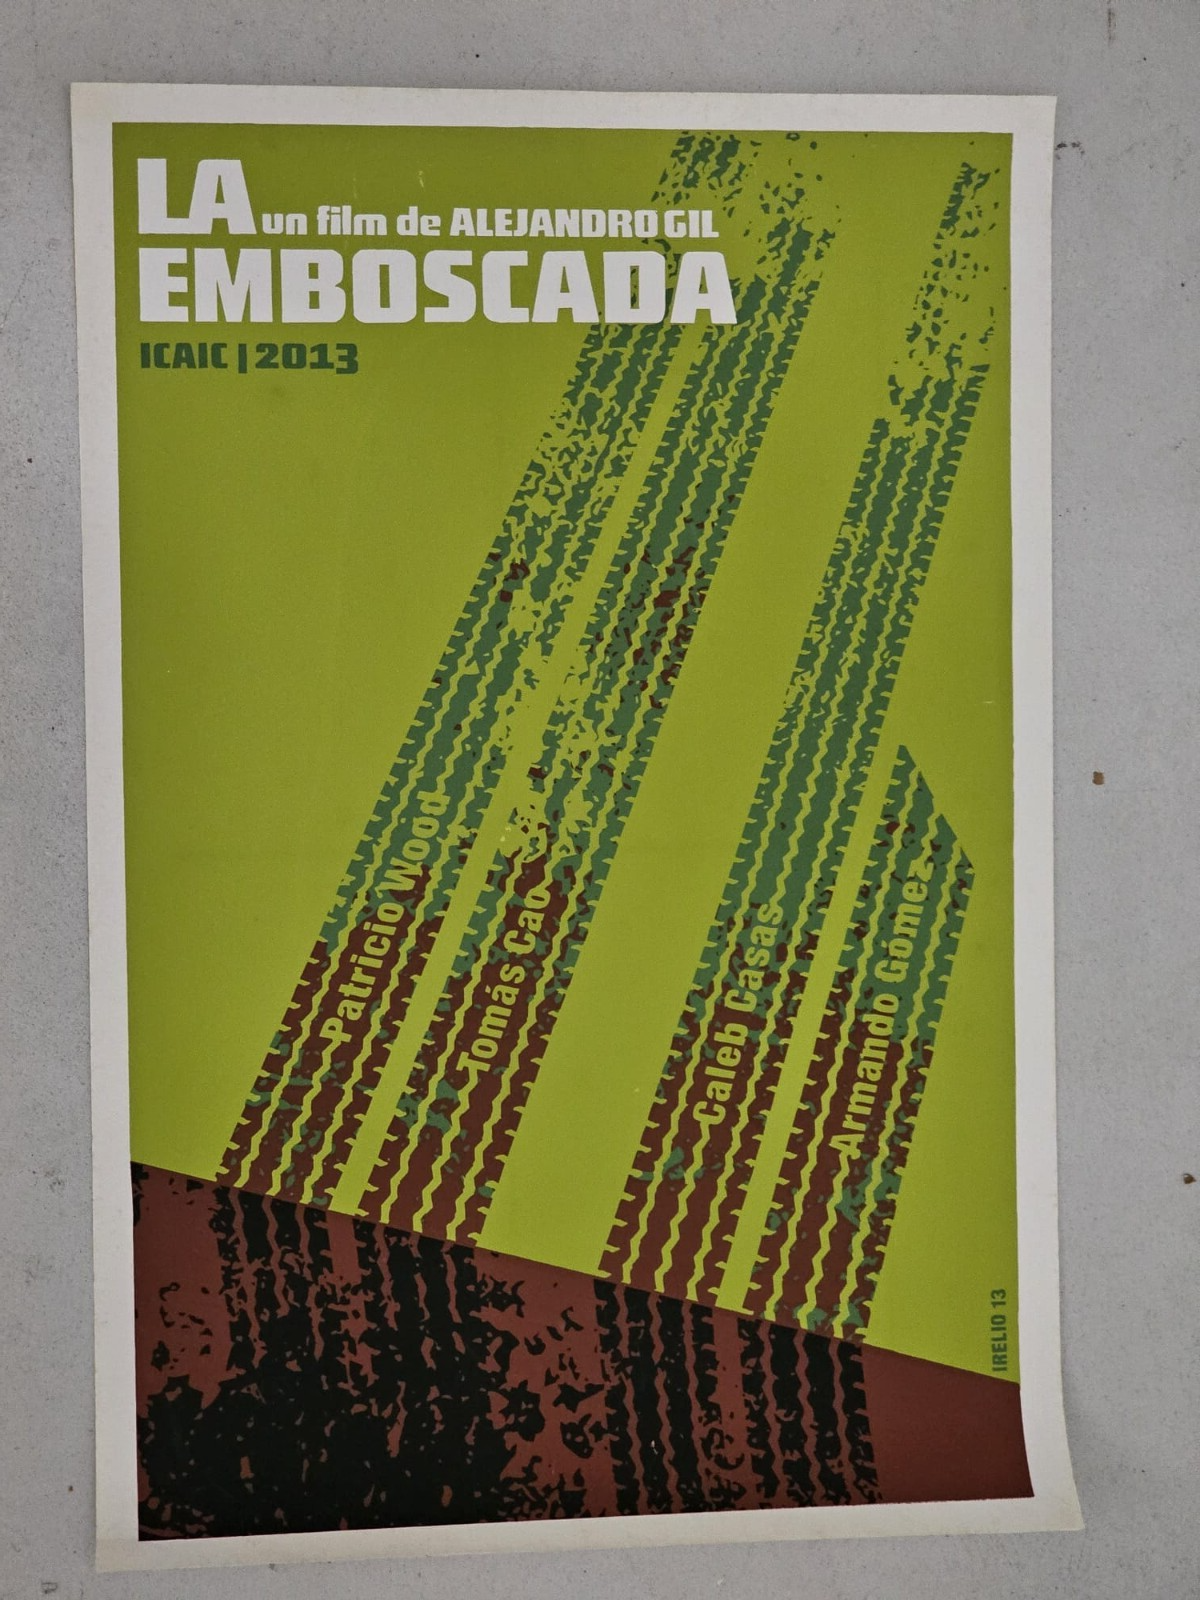 LA un film de ALEJANDRO GIL
EMBOSCADA
ICAIC | 2013
Patricio Wood
Tomás Cao
Caleb Casas
Armando Gómez
IRELIO 13